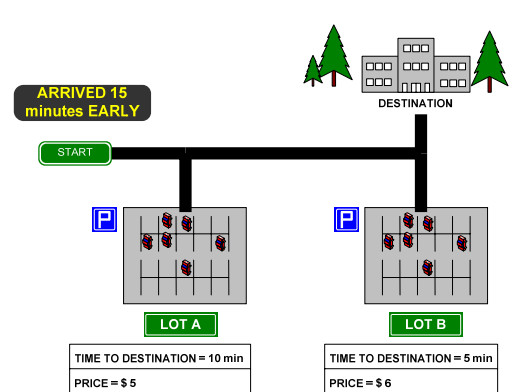 ARRIVED 15
minutes EARLY
DESTINATION
START
P
P
LOT A
LOT B
TIME TO DESTINATION = 10 min
PRICE = $ 5
TIME TO DESTINATION = 5 min
PRICE = $ 6